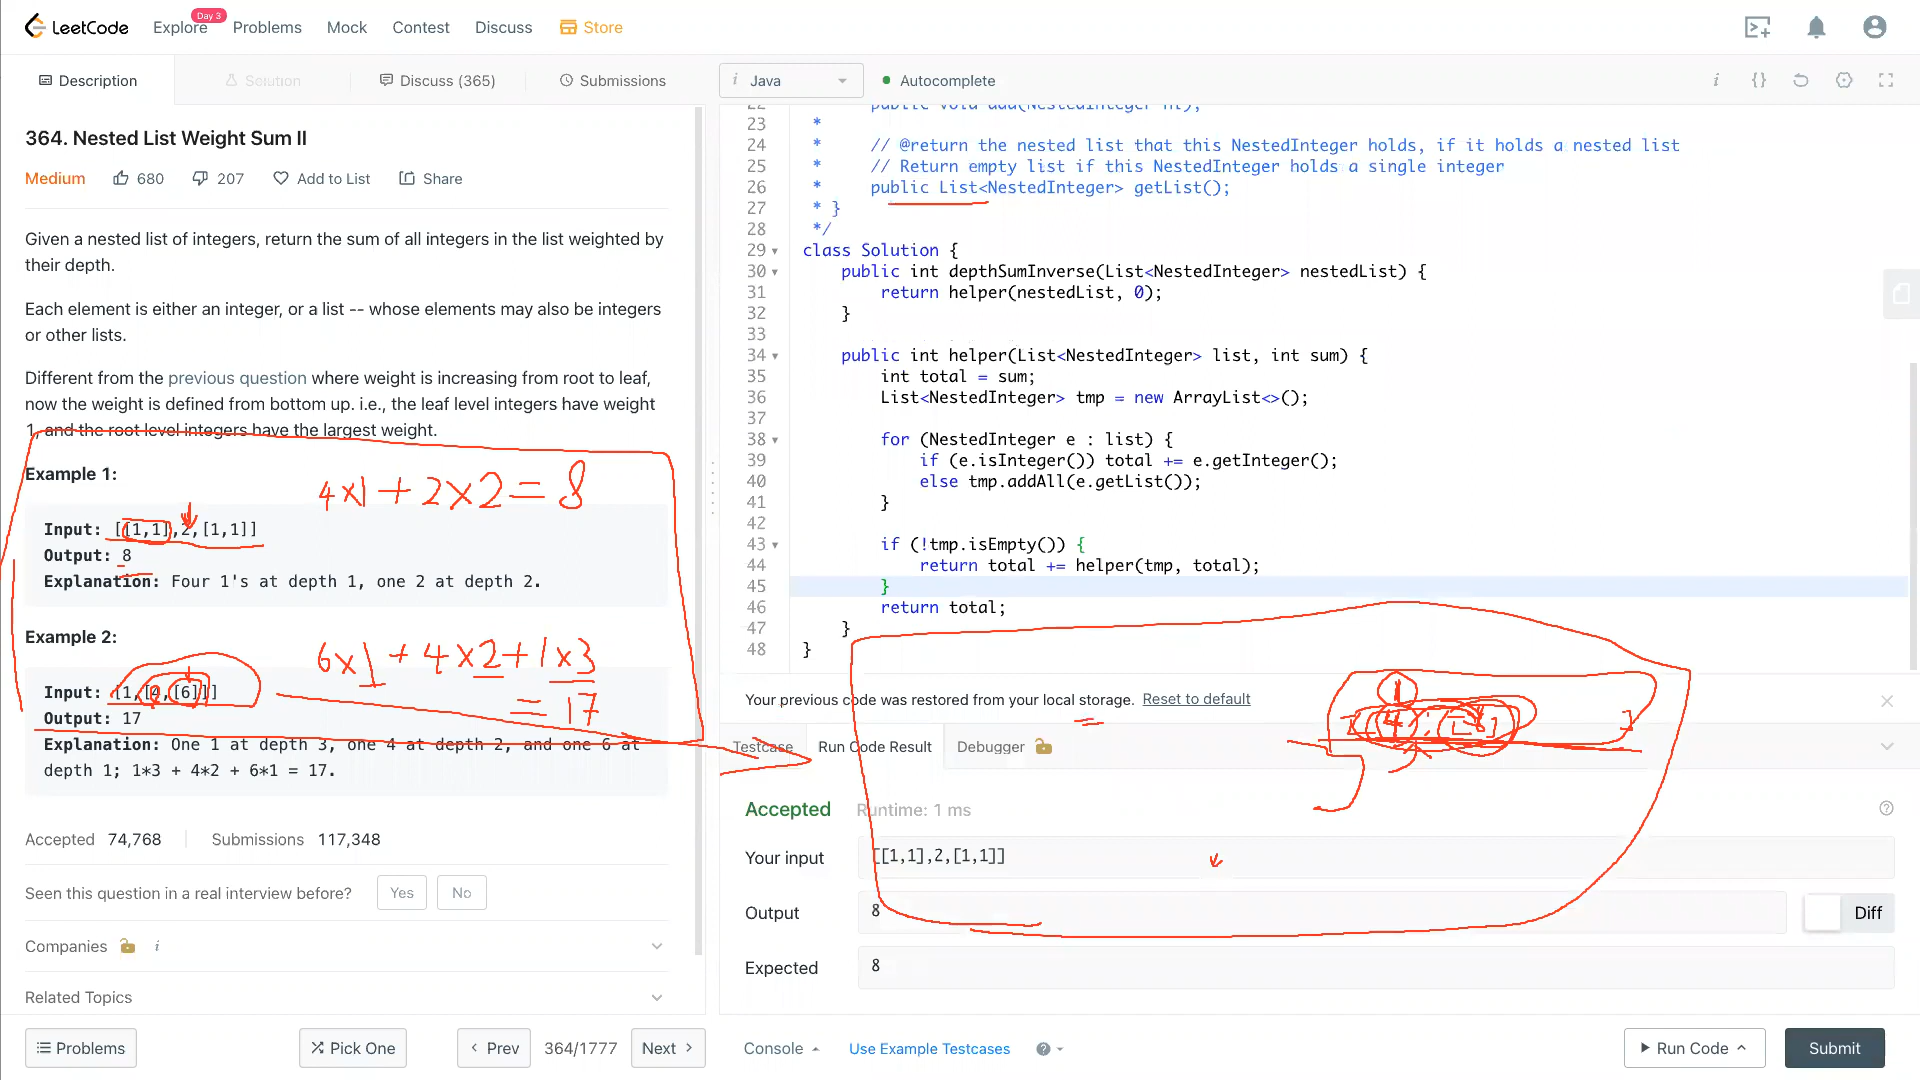 LeetCode
Explore
Day 3
Problems
Mock
Contest
Discuss
Store
Description
Solution
Discuss (365)
Submissions
364. Nested List Weight Sum II
Medium
680
207
Add to List
Share
Given a nested list of integers, return the sum of all integers in the list weighted by
their depth.
Each element is either an integer, or a list -- whose elements may also be integers
or other lists.
Different from the previous question where weight is increasing from root to leaf,
now the weight is defined from bottom up. i.e., the leaf level integers have weight
1, and the root level integers have the largest weight.
Example 1:
4x1+2x2=8
Input: [[1,1],2,[1,1]]
Output: 8
Explanation: Four 1's at depth 1, one 2 at depth 2.
Example 2:
6x1+4x2+1x3
=17
Input: [1,[4,[6]]]
Output: 17
Explanation: One 1 at depth 3, one 4 at depth 2, and one 6 at
depth 1; 1*3 + 4*2 + 6*1 = 17.
Accepted 74,768
Submissions 117,348
Seen this question in a real interview before?
Yes
No
Companies
i
Related Topics
Problems
Pick One
Prev
364/1777
Next
i Java
Autocomplete
i
{}
22 public void add(NestedInteger ni);
23 *
24 * // @return the nested list that this NestedInteger holds, if it holds a nested list
25 * // Return empty list if this NestedInteger holds a single integer
26 * public List<NestedInteger> getList();
27 * }
28 */
29 class Solution {
30 public int depthSumInverse(List<NestedInteger> nestedList) {
31 return helper(nestedList, 0);
32 }
33
34 public int helper(List<NestedInteger> list, int sum) {
35 int total = sum;
36 List<NestedInteger> tmp = new ArrayList<>();
37
38 for (NestedInteger e : list) {
39 if (e.isInteger()) total += e.getInteger();
40 else tmp.addAll(e.getList());
41 }
42
43 if (!tmp.isEmpty()) {
44 return total += helper(tmp, total);
45 }
46 return total;
47 }
48 }
Your previous code was restored from your local storage. Reset to default
Testcase
Run Code Result
Debugger
Accepted
Runtime: 1 ms
Your input
[[1,1],2,[1,1]]
Output
8
Diff
Expected
8
Console
Use Example Testcases
Run Code
Submit